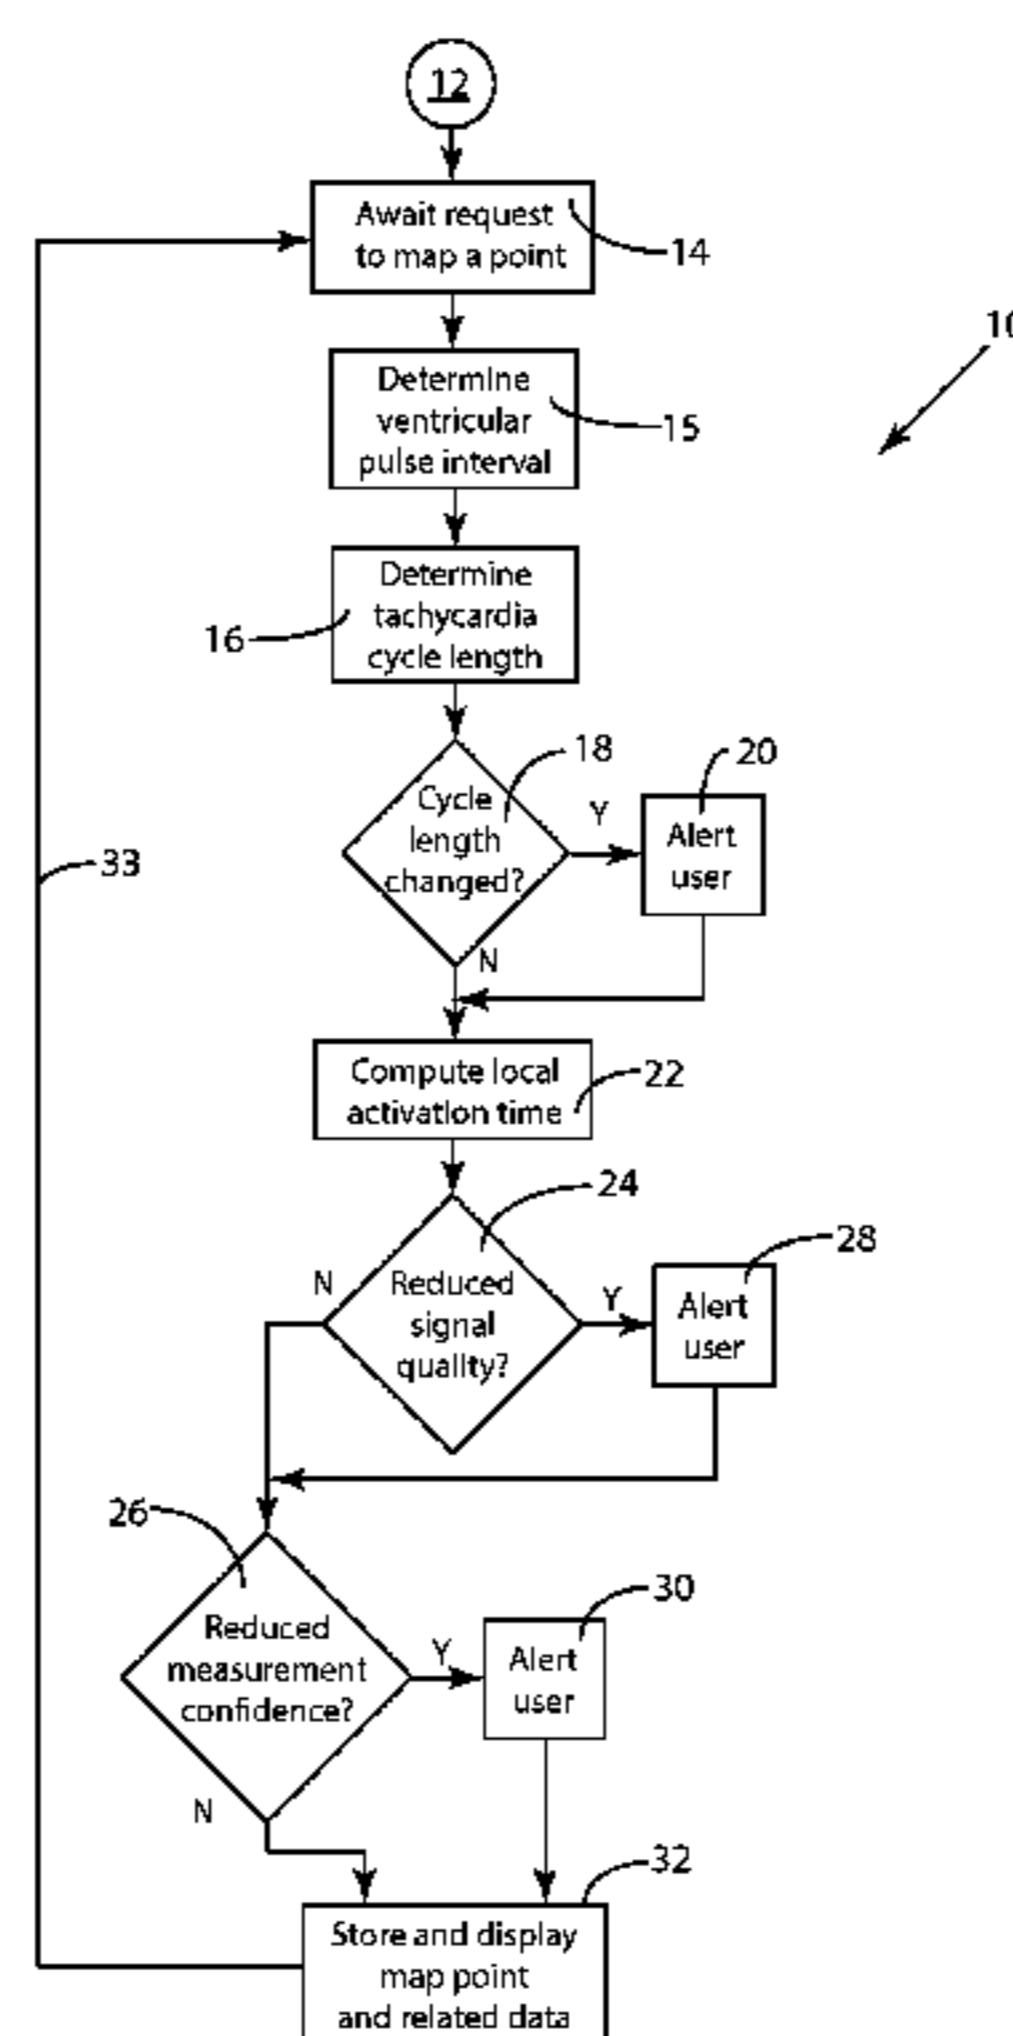 12
Await request
to map a point
14
10
Determine
ventricular
pulse interval
15
Determine
tachycardia
cycle length
16
18
Cycle
length
changed?
Y
20
Alert
user
N
33
Compute local
activation time
22
24
N
Reduced
signal
quality?
Y
28
Alert
user
26
Reduced
measurement
confidence?
Y
30
Alert
user
N
32
Store and display
map point
and related data